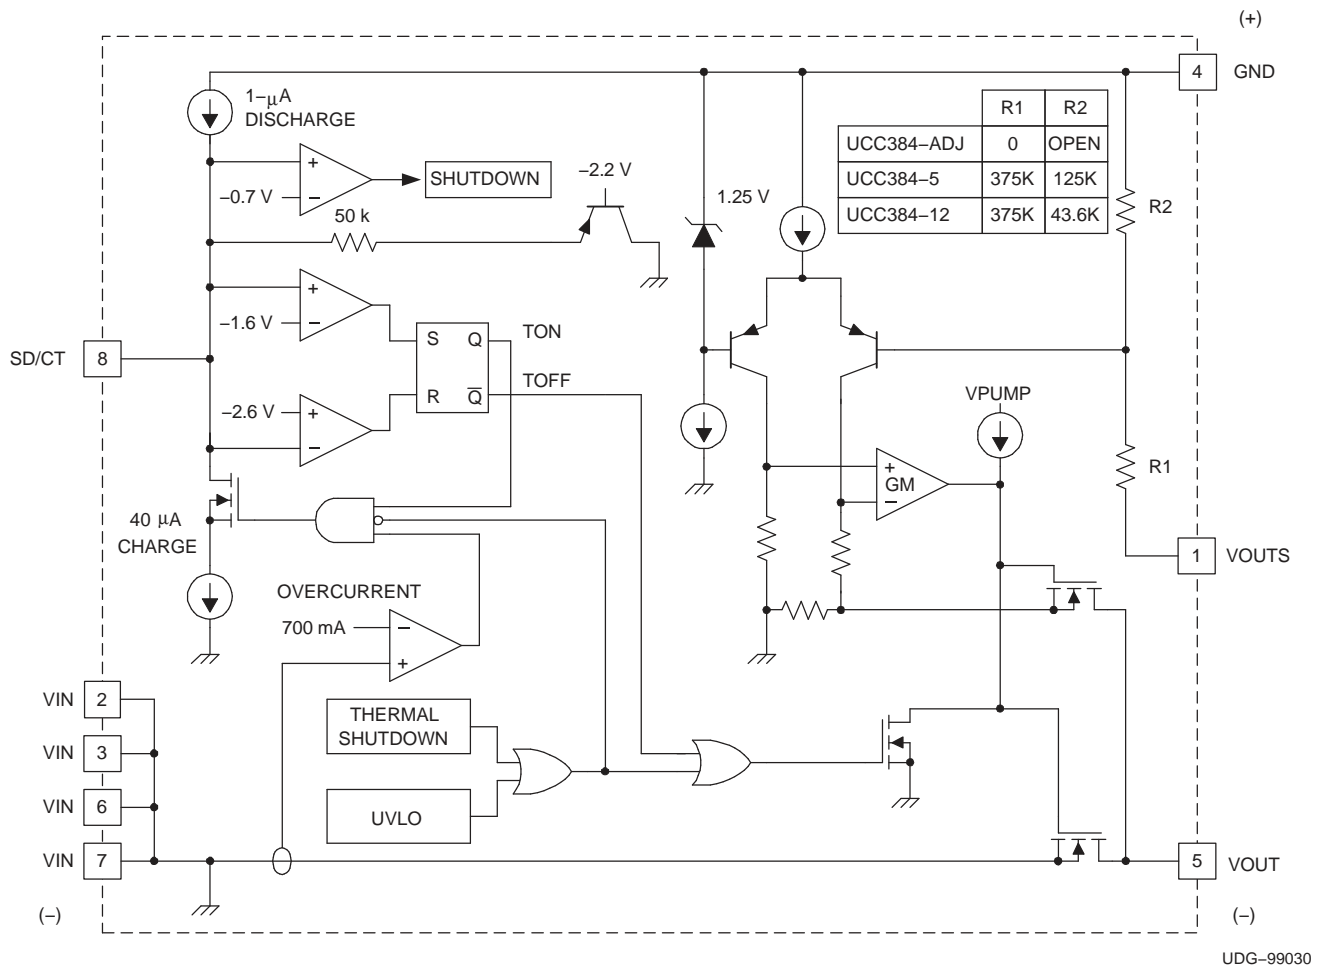 (+)
4
GND
1–μA
DISCHARGE
R1 R2
UCC384–ADJ 0 OPEN
UCC384–5 375K 125K
UCC384–12 375K 43.6K
+
–0.7 V
–
SHUTDOWN
–2.2 V
50 k
1.25 V
R2
+
–1.6 V
–
SD/CT
8
S Q
R Q̅
TON
TOFF
–2.6 V
+
–
VPUMP
+
GM
–
R1
40 μA
CHARGE
1
VOUTS
OVERCURRENT
700 mA
–
+
VIN 2
VIN 3
VIN 6
VIN 7
THERMAL
SHUTDOWN
UVLO
5
VOUT
(–)
(–)
UDG–99030